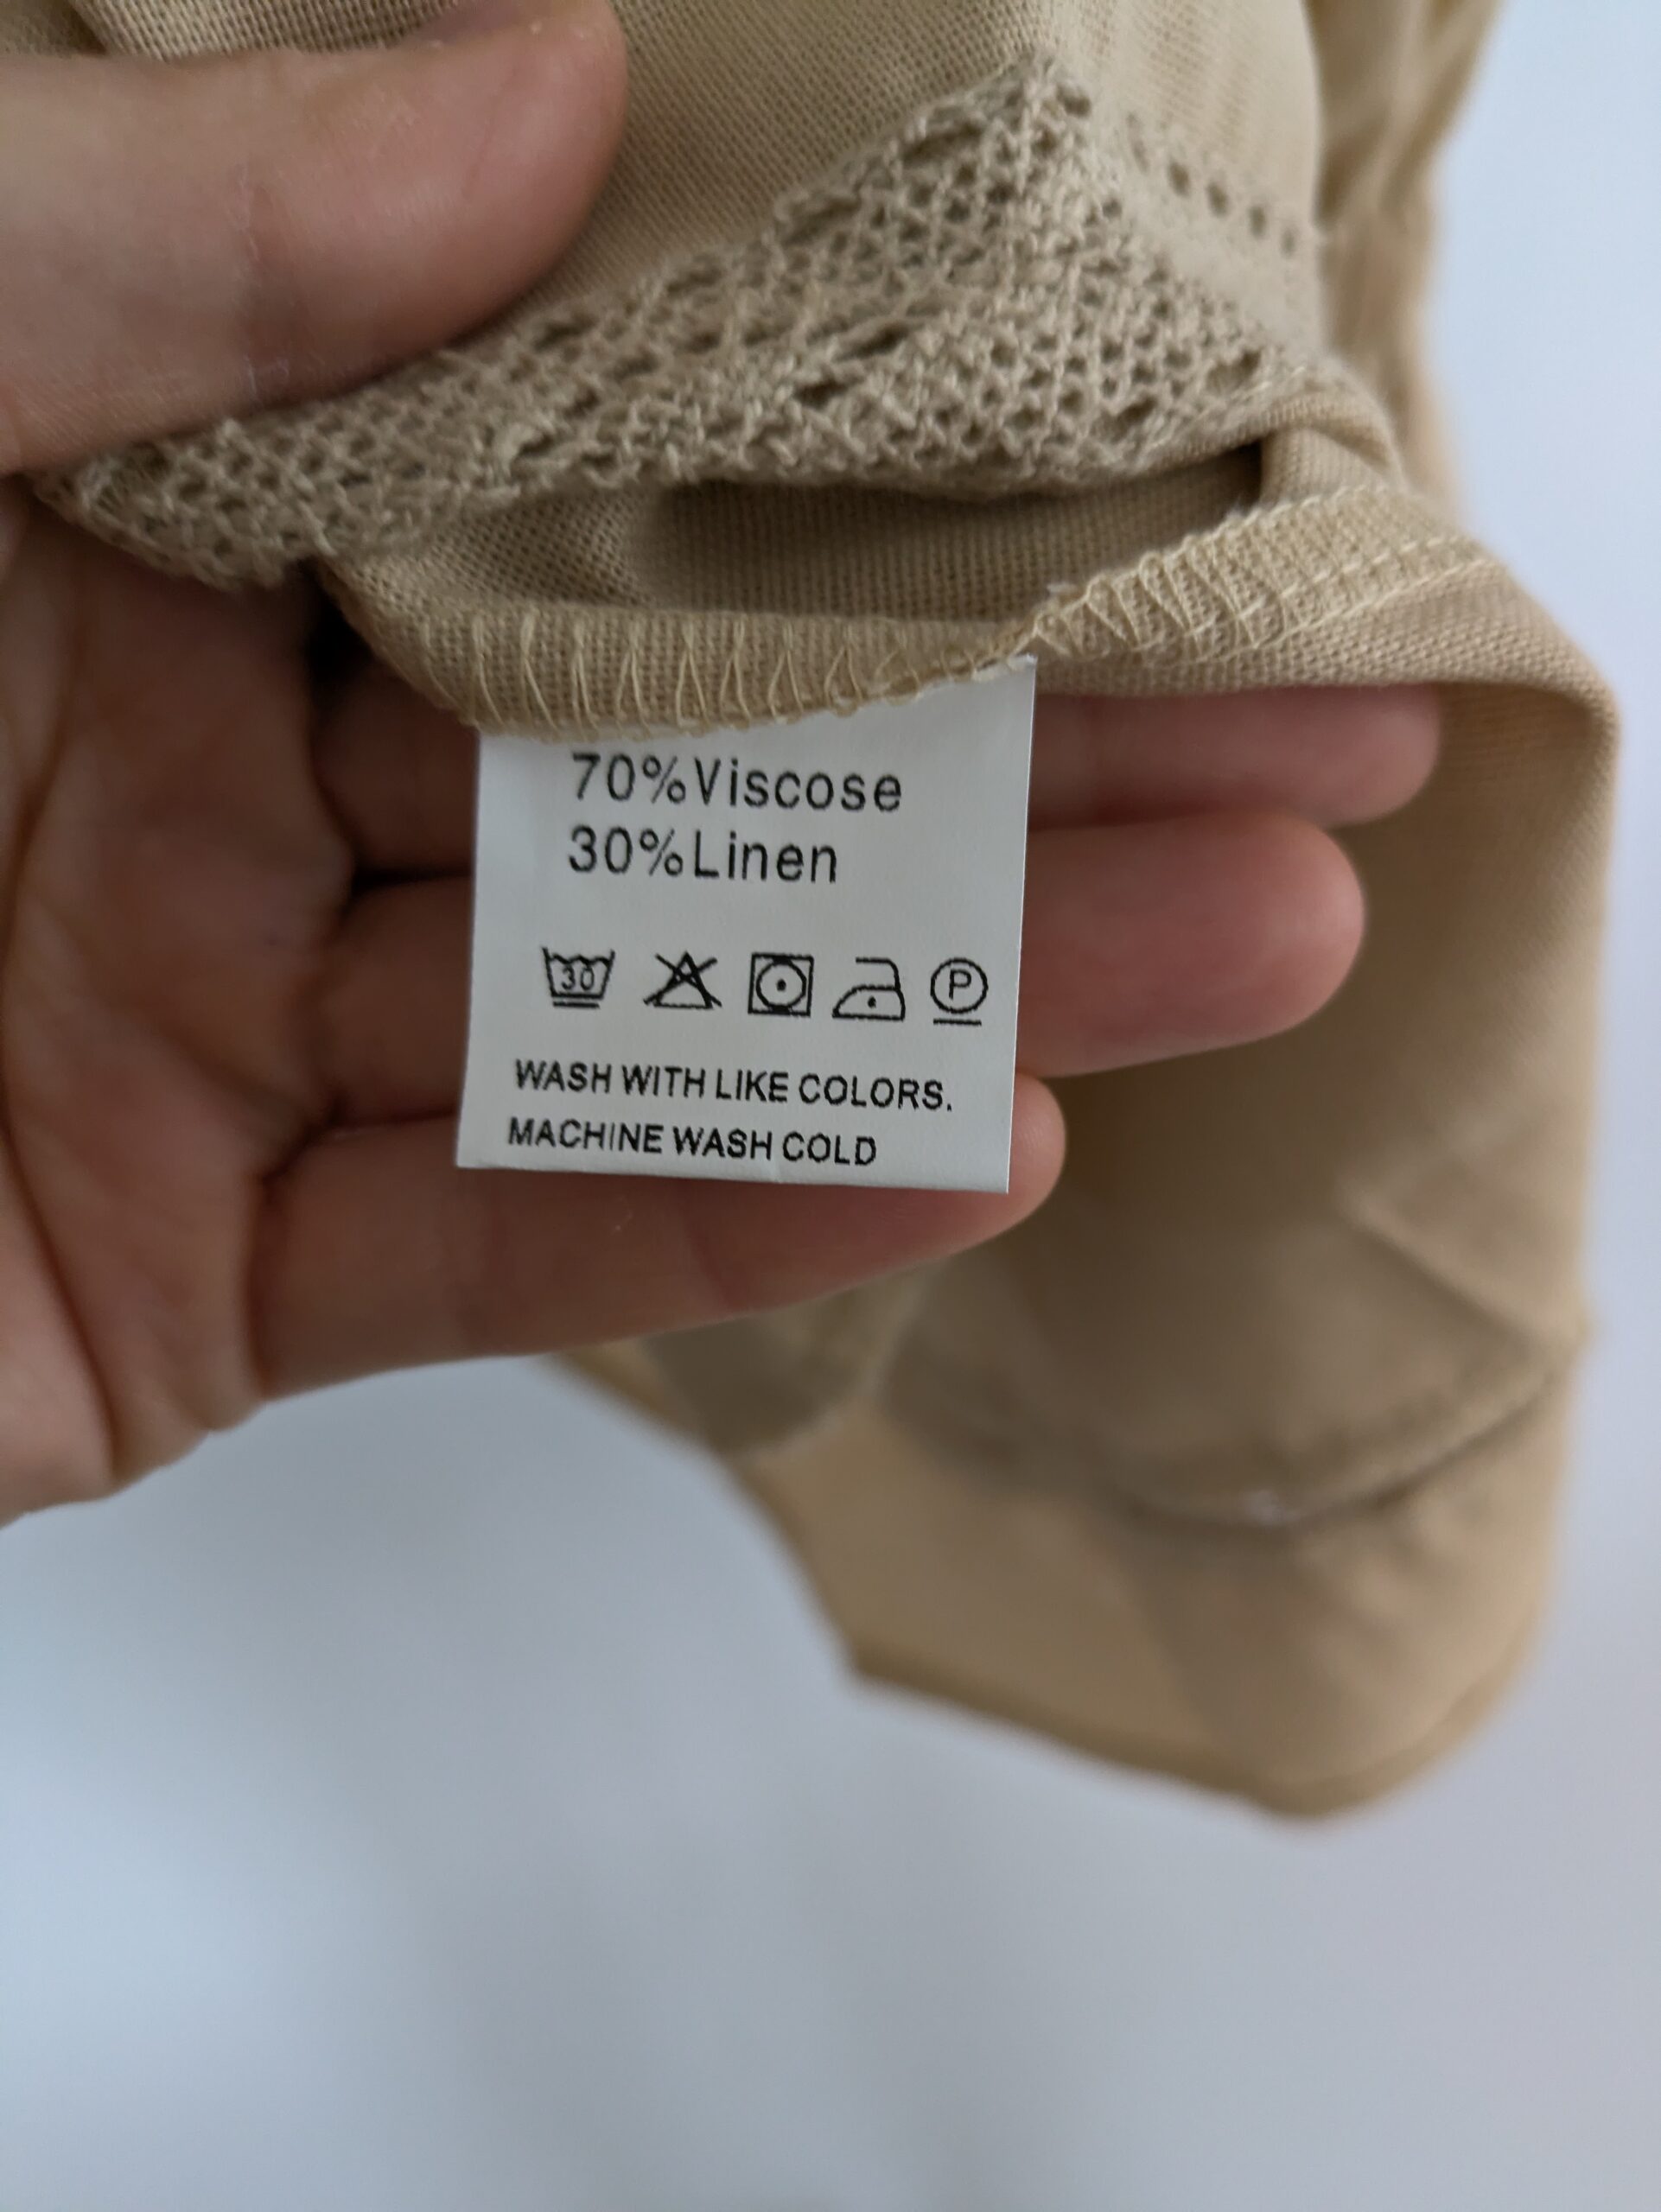 70%Viscose
30%Linen
30 P
WASH WITH LIKE COLORS.
MACHINE WASH COLD